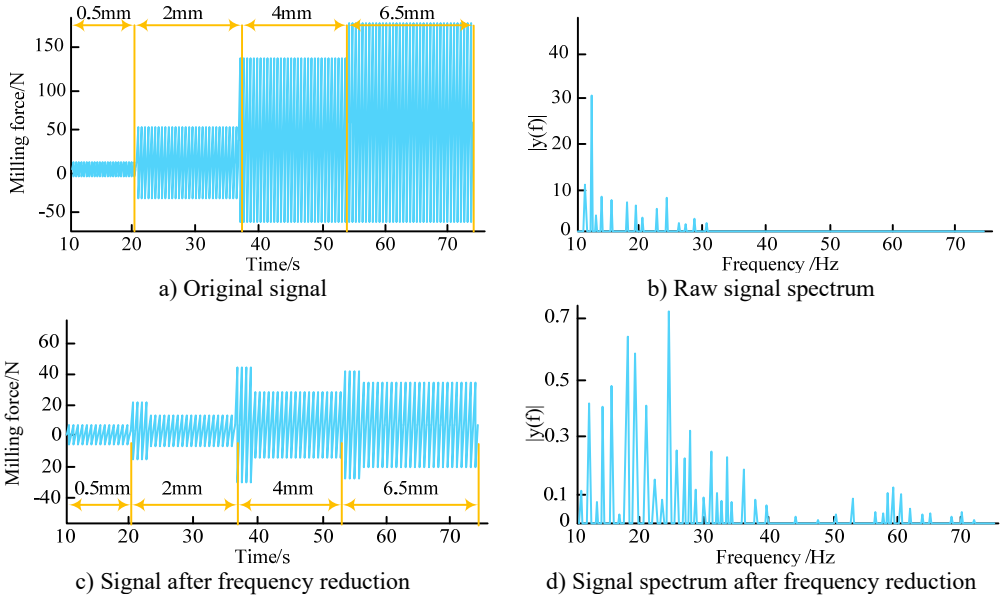 0.5mm 2mm 4mm 6.5mm
150
100
50
0
-50
Milling force/N
10 20 30 40 50 60 70
Time/s
a) Original signal
40
30
20
10
0
|y(f)|
10 20 30 40 50 60 70
Frequency /Hz
b) Raw signal spectrum
60
40
20
0
20
-40
Milling force/N
0.5mm 2mm 4mm 6.5mm
10 20 30 40 50 60 70
Time/s
c) Signal after frequency reduction
0.7
0.5
0.3
0.1
0
|y(f)|
10 20 30 40 50 60 70
Frequency /Hz
d) Signal spectrum after frequency reduction